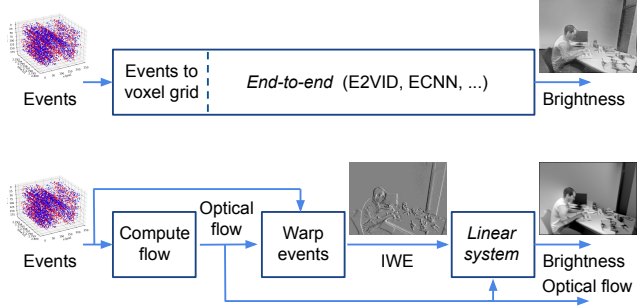 Events to
voxel grid
End-to-end (E2VID, ECNN, ...)
Events
Brightness
Optical
flow
Compute
flow
Warp
events
Linear
system
Events
IWE
Brightness
Optical flow